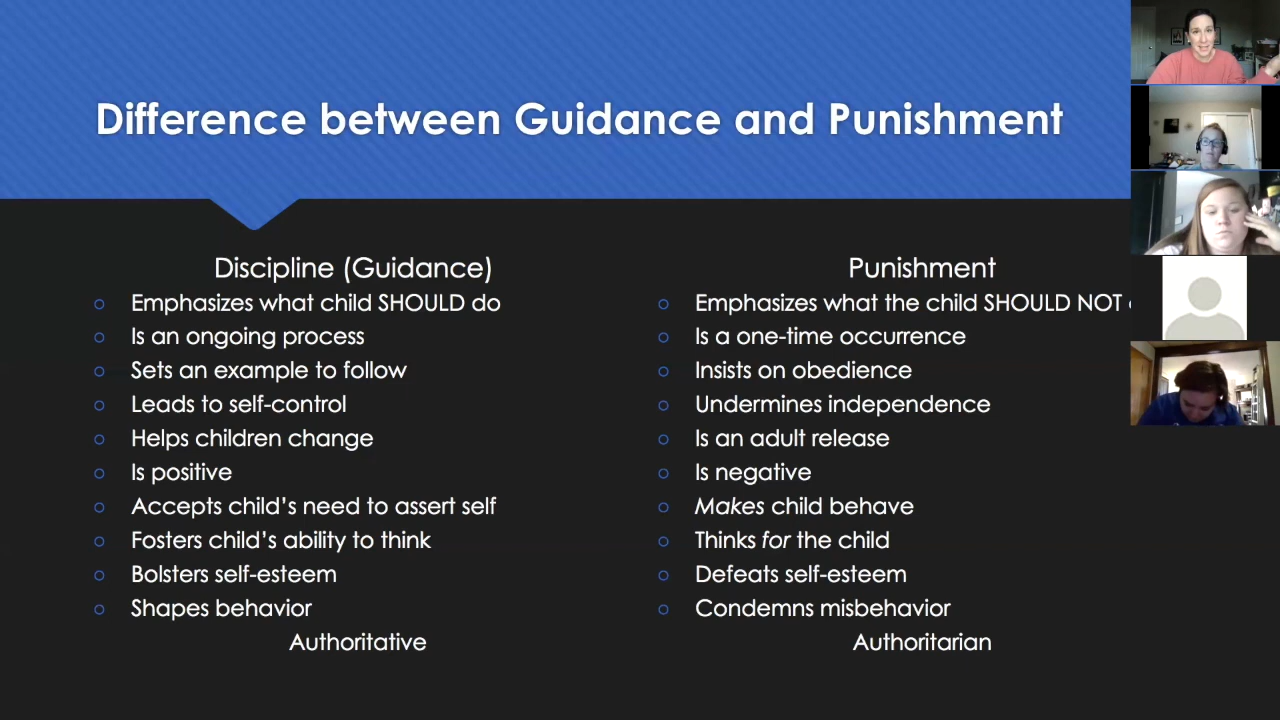 Difference between Guidance and Punishment
Discipline (Guidance)
Emphasizes what child SHOULD do
Is an ongoing process
Sets an example to follow
Leads to self-control
Helps children change
Is positive
Accepts child's need to assert self
Fosters child's ability to think
Bolsters self-esteem
Shapes behavior
Authoritative
Punishment
Emphasizes what the child SHOULD NOT
Is a one-time occurrence
Insists on obedience
Undermines independence
Is an adult release
Is negative
Makes child behave
Thinks for the child
Defeats self-esteem
Condemns misbehavior
Authoritarian